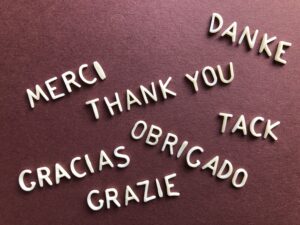 DANKE
MERCI
THANK YOU
TACK
OBRIGADO
GRACIAS
GRAZIE